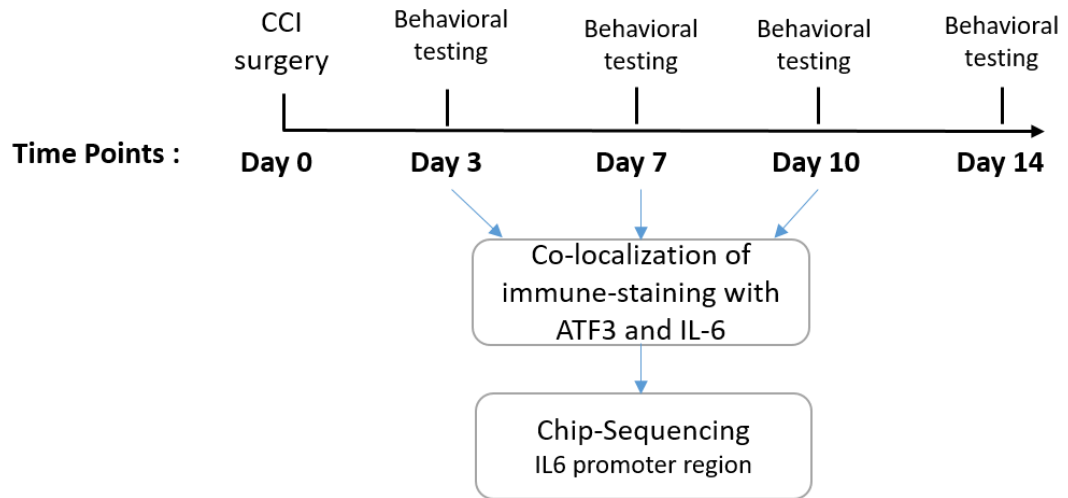 CCI
surgery
Behavioral
testing
Behavioral
testing
Behavioral
testing
Behavioral
testing
Time Points :
Day 0
Day 3
Day 7
Day 10
Day 14
Co-localization of
immune-staining with
ATF3 and IL-6
Chip-Sequencing
IL6 promoter region